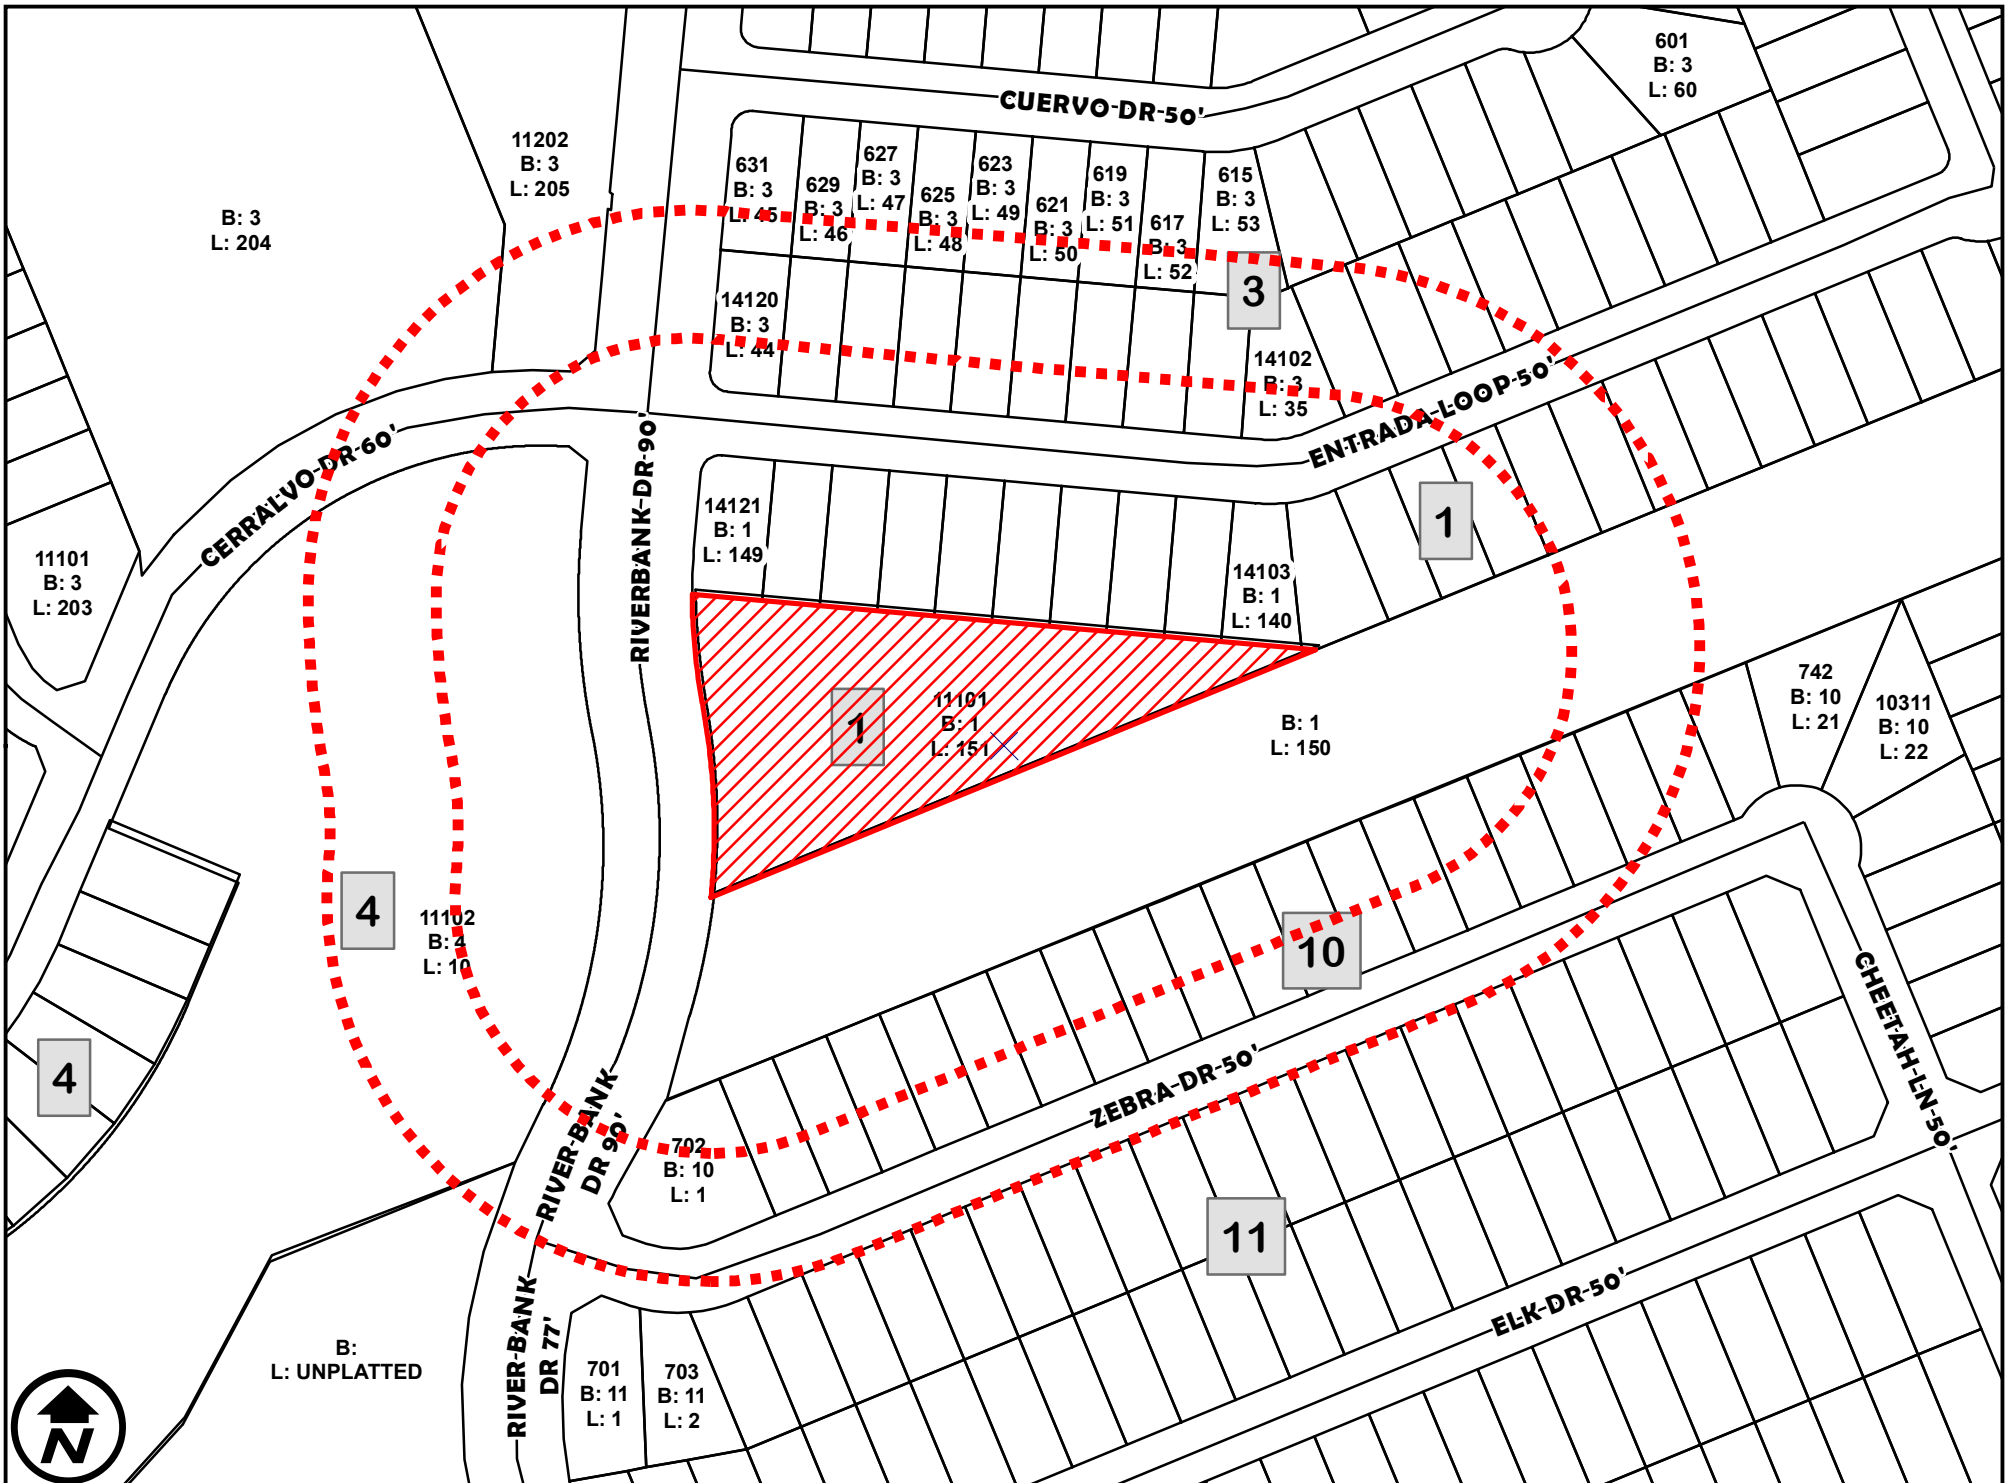 601
B: 3
L: 60
CUERVO-DR-50'
11202
B: 3
L: 205
B: 3
L: 204
631
B: 3
L: 45
629
B: 3
L: 46
627
B: 3
L: 47
625
B: 3
L: 48
623
B: 3
L: 49
621
B: 3
L: 50
619
B: 3
L: 51
617
B: 3
L: 52
615
B: 3
L: 53
3
14120
B: 3
L: 44
14102
B: 3
L: 35
ENTRADA-LOOP-50'
CERRALVO-DR-60'
RIVERBANK-DR-90'
14121
B: 1
L: 149
1
11101
B: 3
L: 203
14103
B: 1
L: 140
1
11101
B: 1
L: 151
B: 1
L: 150
742
B: 10
L: 21
10311
B: 10
L: 22
4
11102
B: 4
L: 10
10
CHEETAH-LN-50'
4
ZEBRA-DR-50'
RIVER-BANK
DR 90'
702
B: 10
L: 1
11
ELK-DR-50'
RIVER-BANK
DR 77'
B:
L: UNPLATTED
701
B: 11
L: 1
703
B: 11
L: 2
N